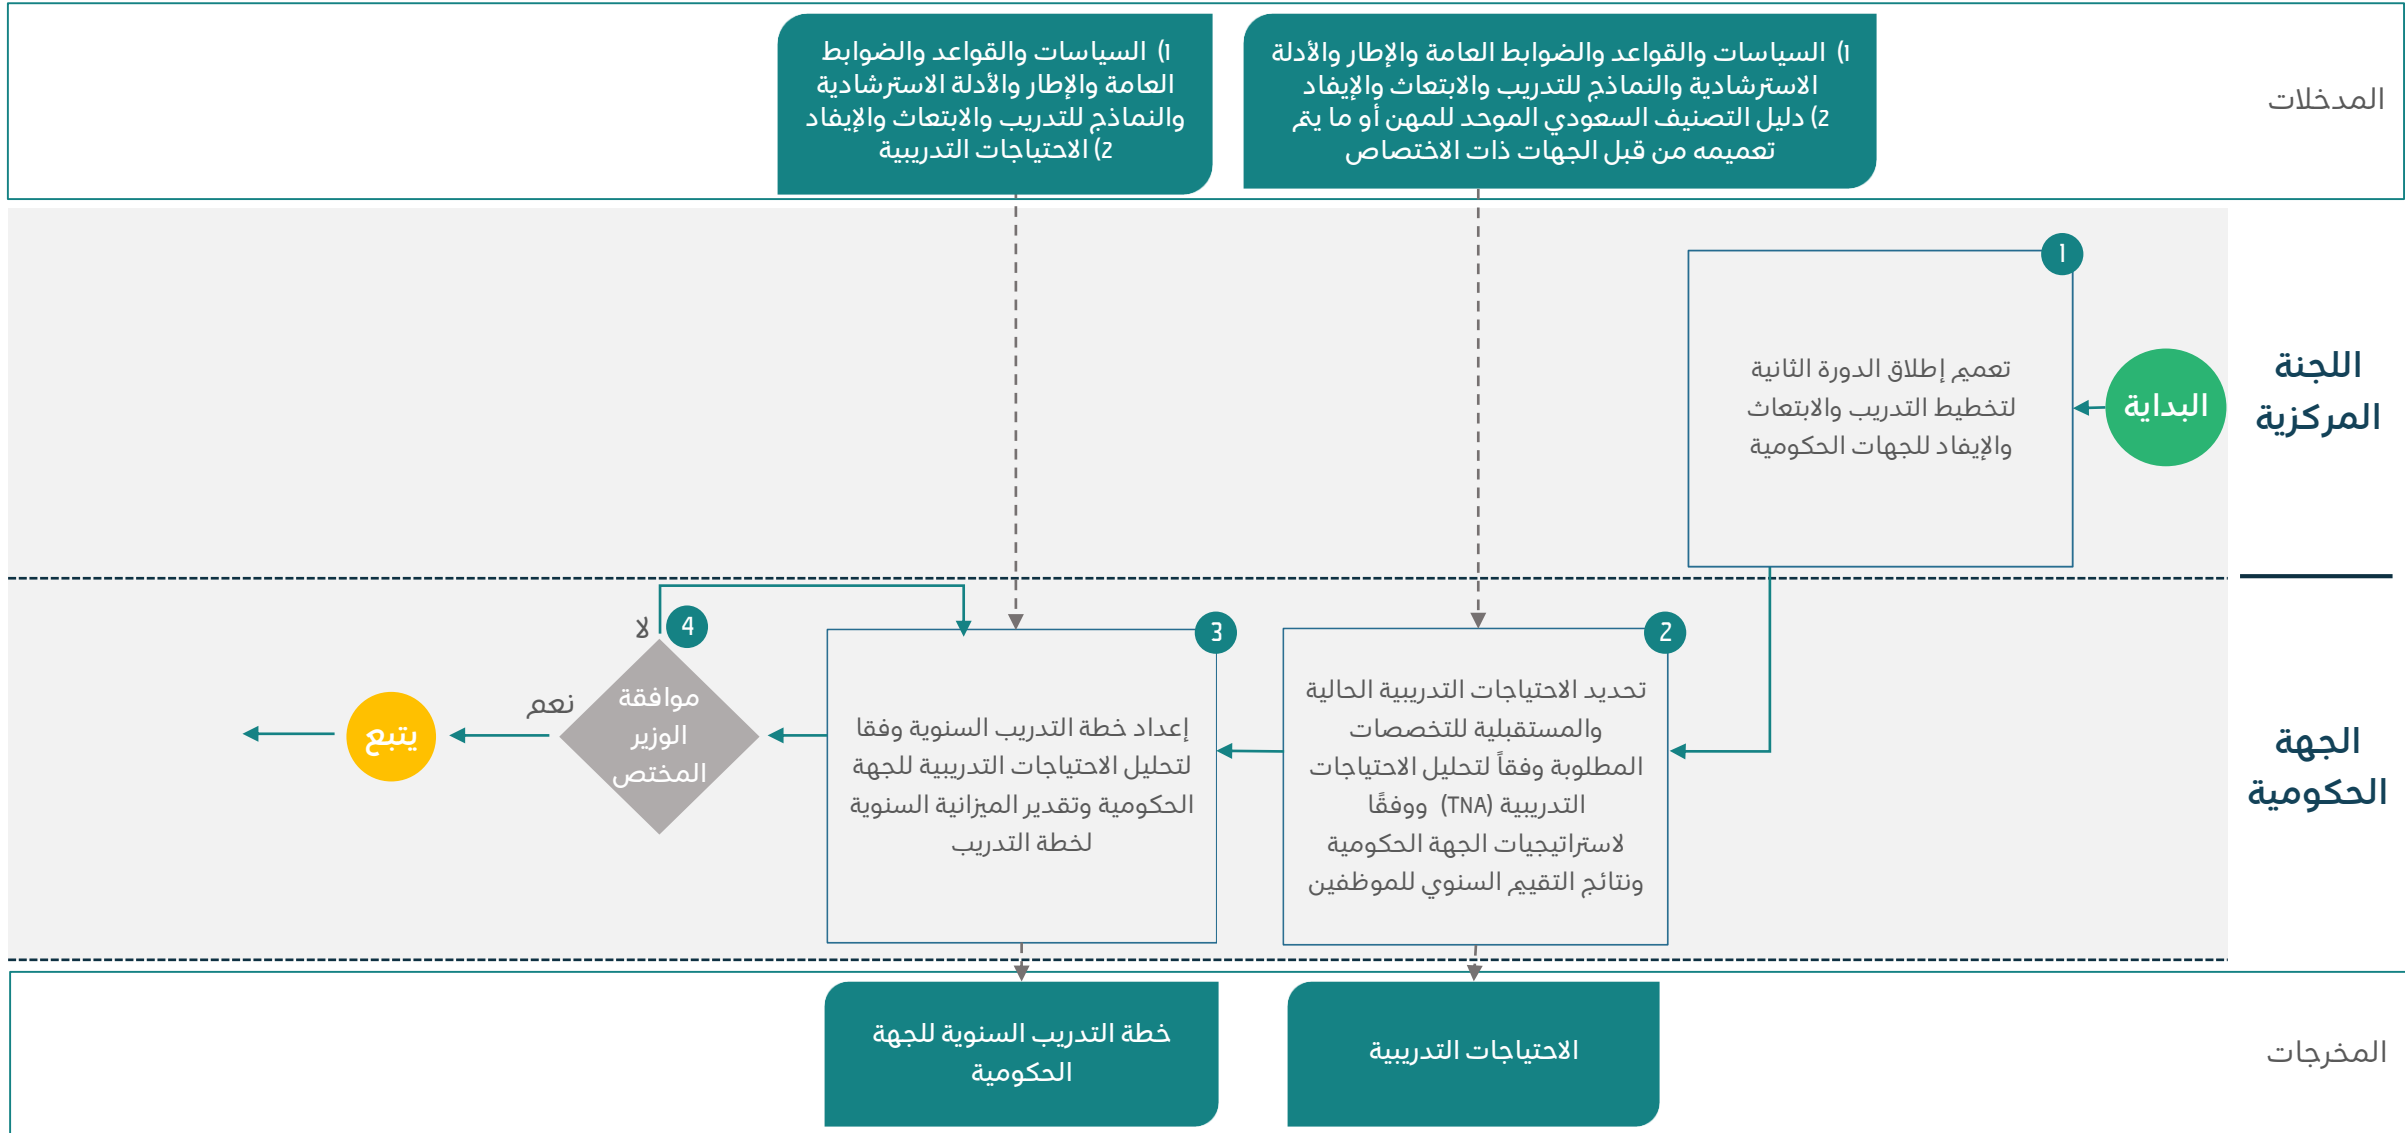 المدخلات
1) السياسات والقواعد والضوابط العامة والإطار والأدلة
الاسترشادية والنماذج للتدريب والابتعاث والإيفاد
2) دليل التصنيف السعودي الموحد للمهن أو ما يتم
تعميمه من قبل الجهات ذات الاختصاص
1) السياسات والقواعد والضوابط
العامة والإطار والأدلة الاسترشادية
والنماذج للتدريب والابتعاث والإيفاد
2) الاحتياجات التدريبية
اللجنة
المركزية
البداية
1
تعميم إطلاق الدورة الثانية
لتخطيط التدريب والابتعاث
والإيفاد للجهات الحكومية
الجهة
الحكومية
2
تحديد الاحتياجات التدريبية الحالية
والمستقبلية للتخصصات
المطلوبة وفقاً لتحليل الاحتياجات
التدريبية (TNA) ووفقًا
لاستراتيجيات الجهة الحكومية
ونتائج التقييم السنوي للموظفين
3
إعداد خطة التدريب السنوية وفقا
لتحليل الاحتياجات التدريبية للجهة
الحكومية وتقدير الميزانية السنوية
لخطة التدريب
4
لا
موافقة
الوزير
المختص
نعم
يتبع
المخرجات
الاحتياجات التدريبية
خطة التدريب السنوية للجهة
الحكومية